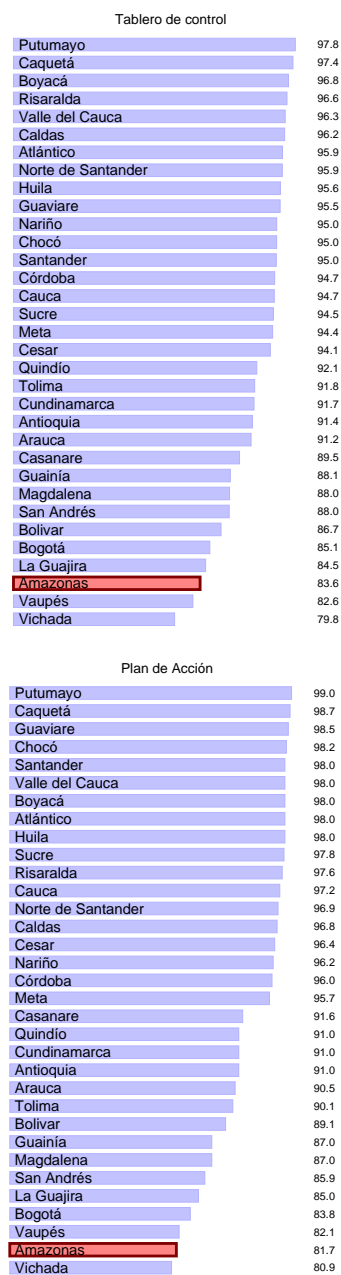 Tablero de control
Putumayo 97.8
Caquetá 97.4
Boyacá 96.8
Risaralda 96.6
Valle del Cauca 96.3
Caldas 96.2
Atlántico 95.9
Norte de Santander 95.9
Huila 95.6
Guaviare 95.5
Nariño 95.0
Chocó 95.0
Santander 95.0
Córdoba 94.7
Cauca 94.7
Sucre 94.5
Meta 94.4
Cesar 94.1
Quindío 92.1
Tolima 91.8
Cundinamarca 91.7
Antioquia 91.4
Arauca 91.2
Casanare 89.5
Guainía 88.1
Magdalena 88.0
San Andrés 88.0
Bolivar 86.7
Bogotá 85.1
La Guajira 84.5
Amazonas 83.6
Vaupés 82.6
Vichada 79.8
Plan de Acción
Putumayo 99.0
Caquetá 98.7
Guaviare 98.5
Chocó 98.2
Santander 98.0
Valle del Cauca 98.0
Boyacá 98.0
Atlántico 98.0
Huila 98.0
Sucre 97.8
Risaralda 97.6
Cauca 97.2
Norte de Santander 96.9
Caldas 96.8
Cesar 96.4
Nariño 96.2
Córdoba 96.0
Meta 95.7
Casanare 91.6
Quindío 91.0
Cundinamarca 91.0
Antioquia 91.0
Arauca 90.5
Tolima 90.1
Bolivar 89.1
Guainía 87.0
Magdalena 87.0
San Andrés 85.9
La Guajira 85.0
Bogotá 83.8
Vaupés 82.1
Amazonas 81.7
Vichada 80.9